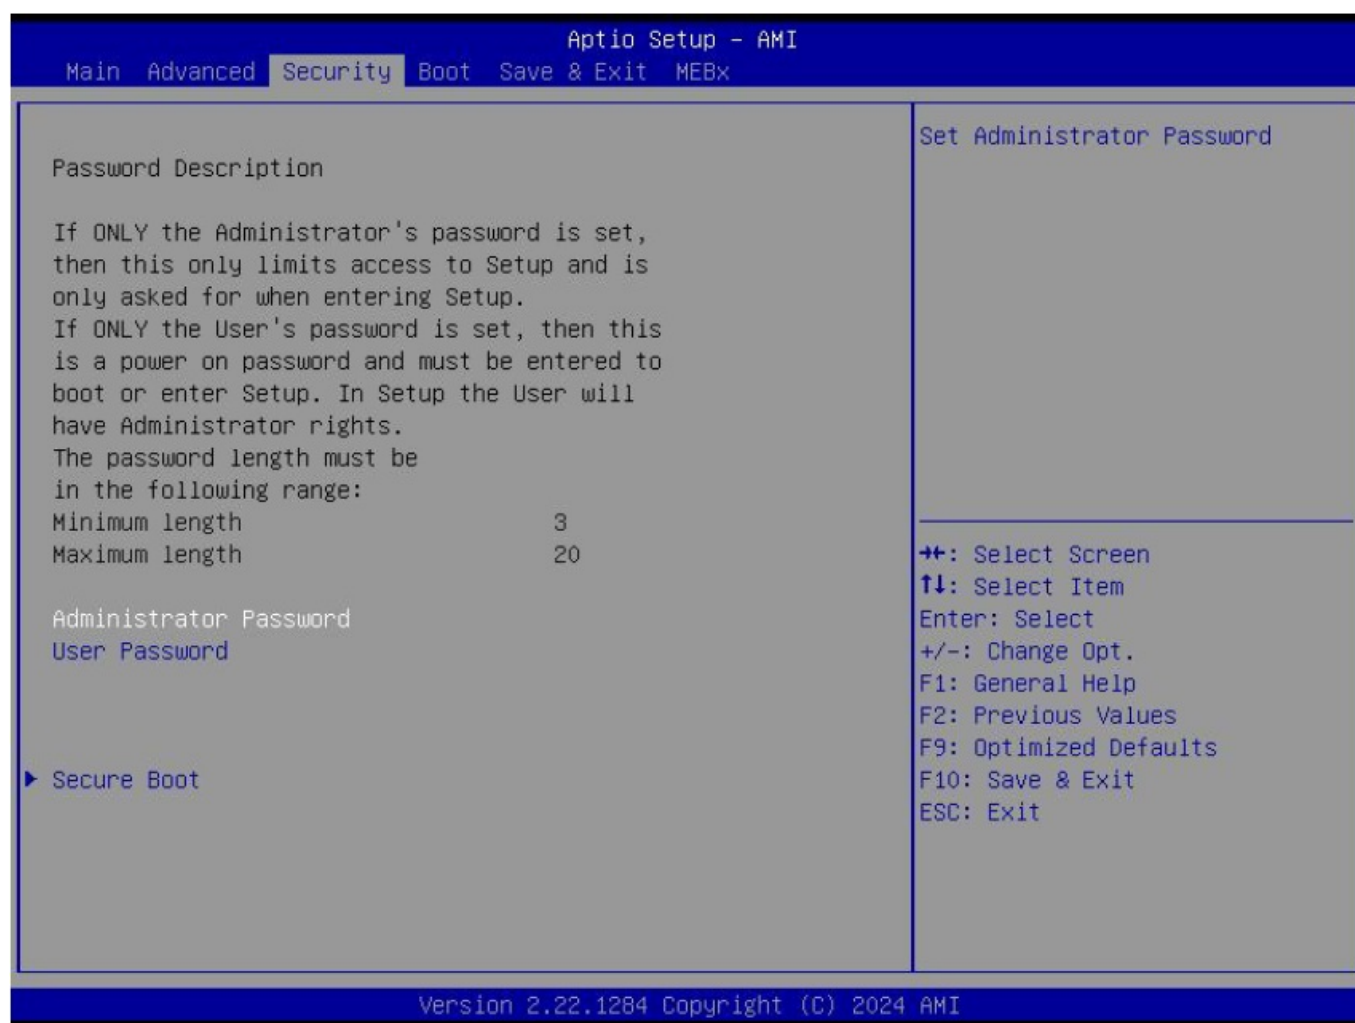 Aptio Setup – AMI
Main Advanced Security Boot Save & Exit MEBx
Password Description
If ONLY the Administrator's password is set,
then this only limits access to Setup and is
only asked for when entering Setup.
If ONLY the User's password is set, then this
is a power on password and must be entered to
boot or enter Setup. In Setup the User will
have Administrator rights.
The password length must be
in the following range:
Minimum length 3
Maximum length 20
Administrator Password
User Password
Secure Boot
Set Administrator Password
→←: Select Screen
↑↓: Select Item
Enter: Select
+/-: Change Opt.
F1: General Help
F2: Previous Values
F9: Optimized Defaults
F10: Save & Exit
ESC: Exit
Version 2.22.1284 Copyright (C) 2024 AMI